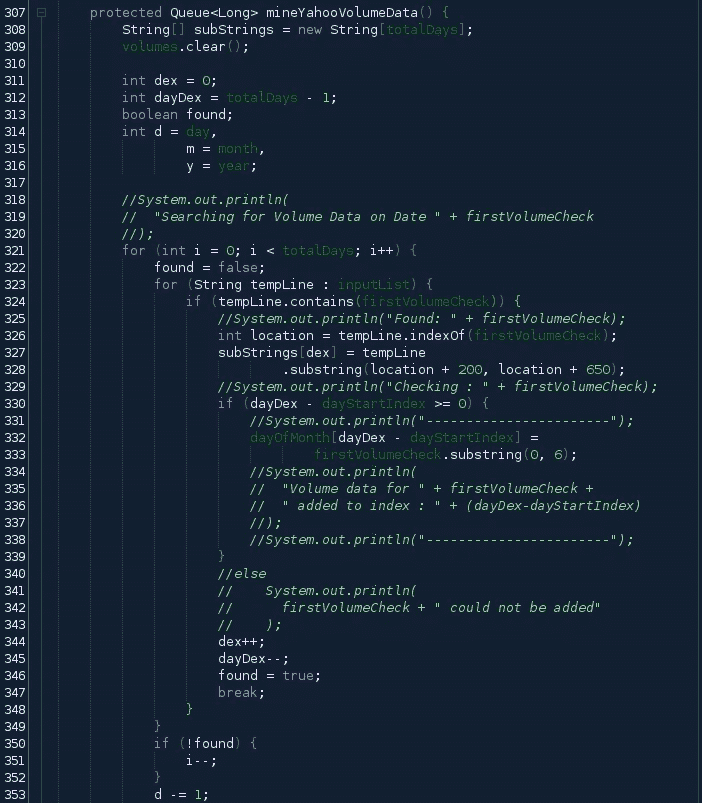 307 protected Queue<Long> mineYahooVolumeData() {
308 String[] subStrings = new String[totalDays];
309 volumes.clear();
310
311 int dex = 0;
312 int dayDex = totalDays - 1;
313 boolean found;
314 int d = day,
315 m = month,
316 y = year;
317
318 //System.out.println(
319 //  "Searching for Volume Data on Date " + firstVolumeCheck
320 //);
321 for (int i = 0; i < totalDays; i++) {
322 found = false;
323 for (String tempLine : inputList) {
324 if (tempLine.contains(firstVolumeCheck)) {
325 //System.out.println("Found: " + firstVolumeCheck);
326 int location = tempLine.indexOf(firstVolumeCheck);
327 subStrings[dex] = tempLine
328 .substring(location + 200, location + 650);
329 //System.out.println("Checking : " + firstVolumeCheck);
330 if (dayDex - dayStartIndex >= 0) {
331 //System.out.println("-----------------------");
332 dayOfMonth[dayDex - dayStartIndex] =
333 firstVolumeCheck.substring(0, 6);
334 //System.out.println(
335 //  "Volume data for " + firstVolumeCheck +
336 //  " added to index : " + (dayDex-dayStartIndex)
337 //);
338 //System.out.println("-----------------------");
339 }
340 //else
341 //    System.out.println(
342 //      firstVolumeCheck + " could not be added"
343 //    );
344 dex++;
345 dayDex--;
346 found = true;
347 break;
348 }
349 }
350 if (!found) {
351 i--;
352 }
353 d -= 1;